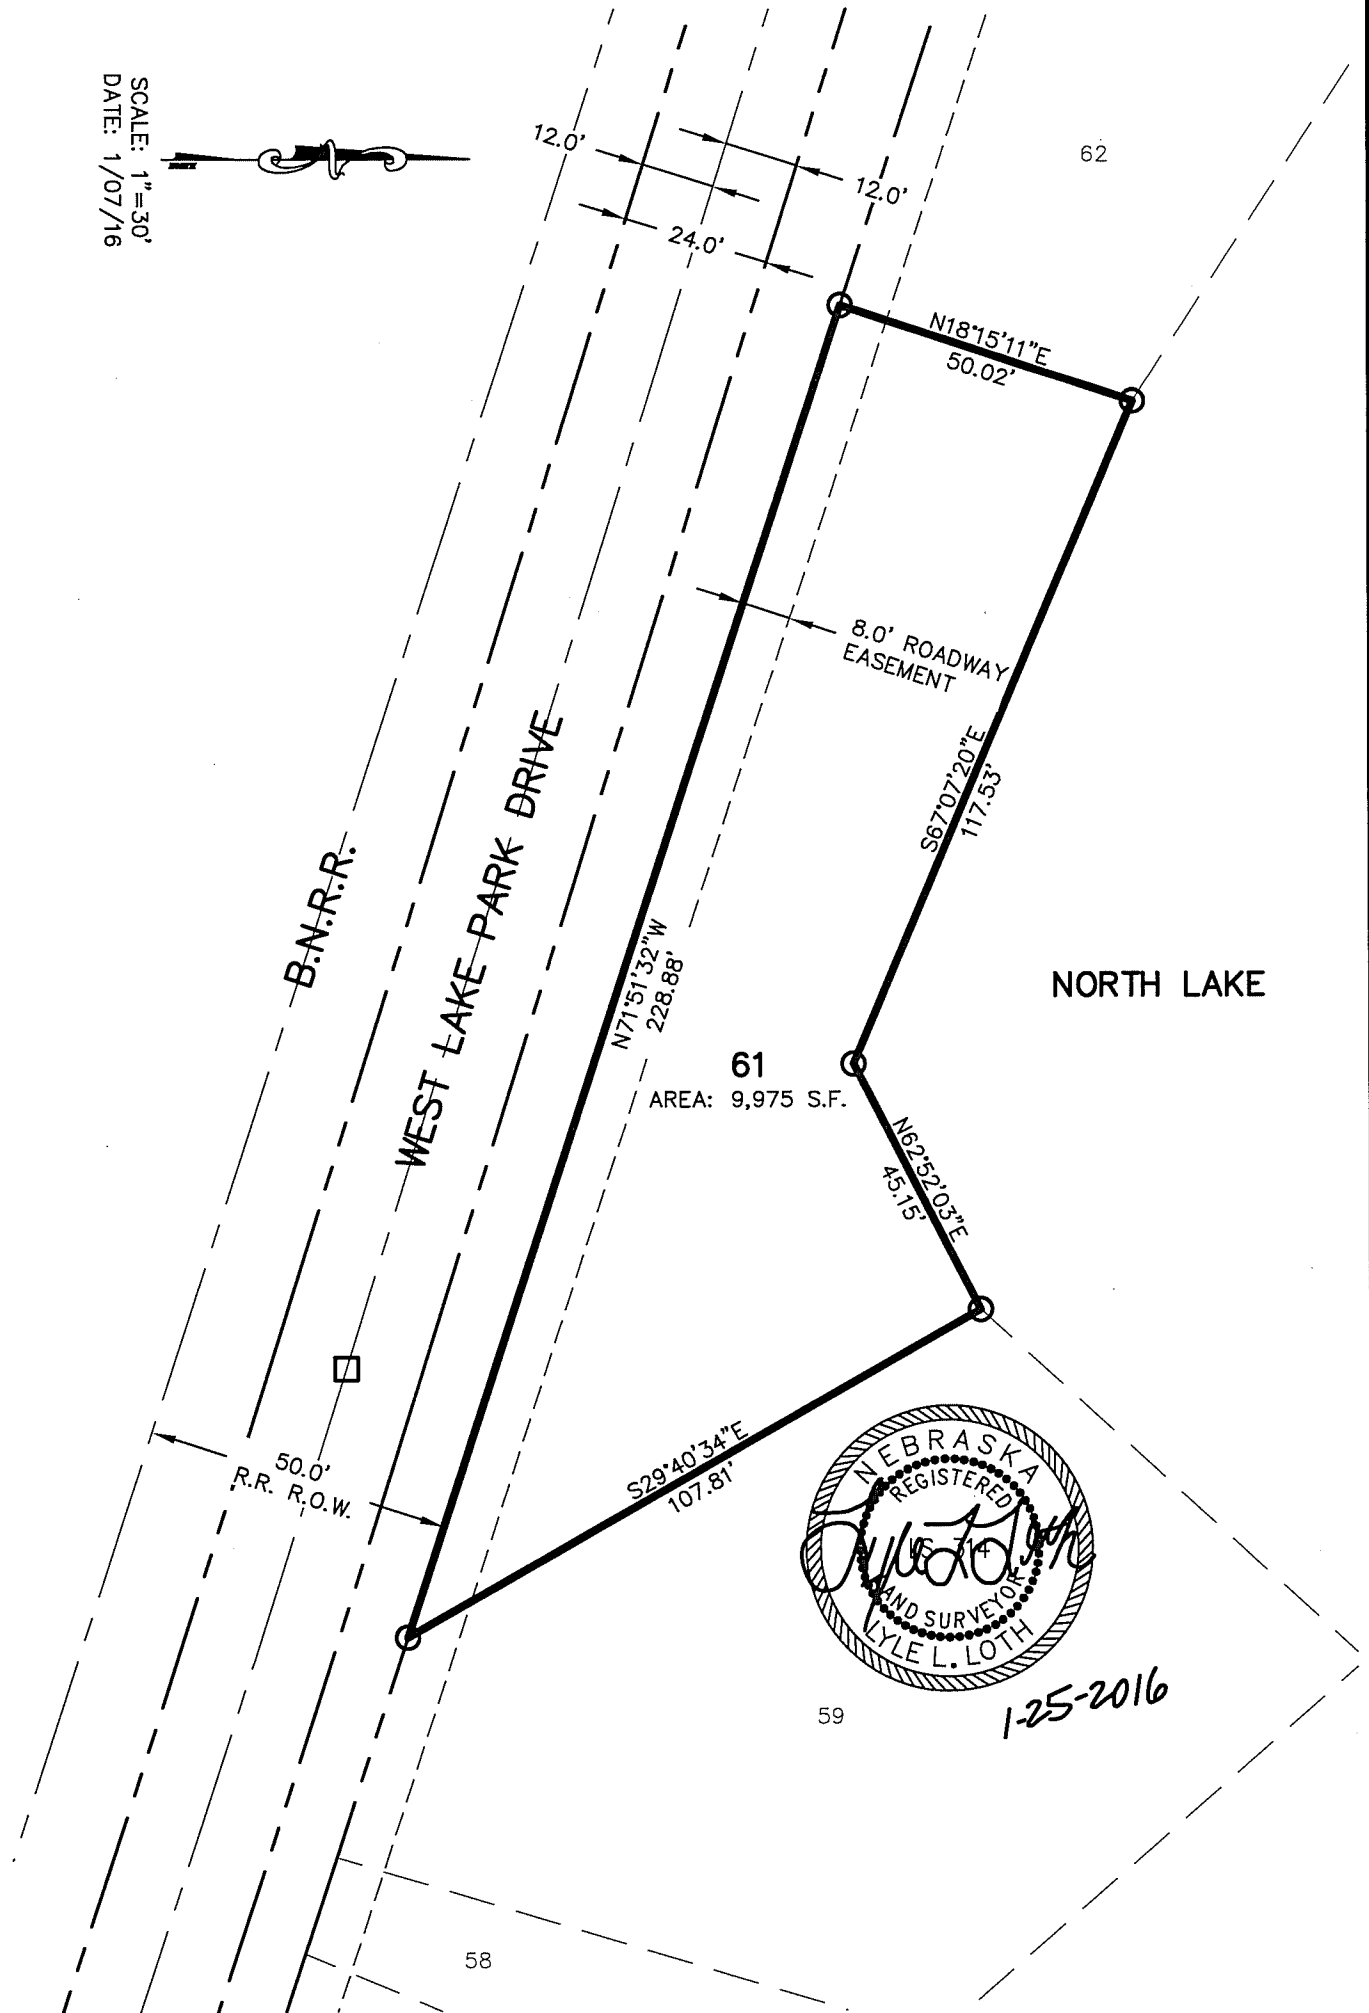 SCALE: 1"=30'
DATE: 1/07/16
12.0'
12.0'
24.0'
62
N18°15'11"E
50.02'
8.0' ROADWAY
EASEMENT
S67°07'20"E
117.53'
WEST LAKE PARK DRIVE
B.N.R.R.
N71°51'32"W
228.88'
NORTH LAKE
61
AREA: 9,975 S.F.
N62°52'03"E
45.15'
50.0'
R.R. R.O.W.
S29°40'34"E
107.81'
NEBRASKA
REGISTERED
LS 314
LAND SURVEYOR
LYLE L. LOTH
1-25-2016
59
58